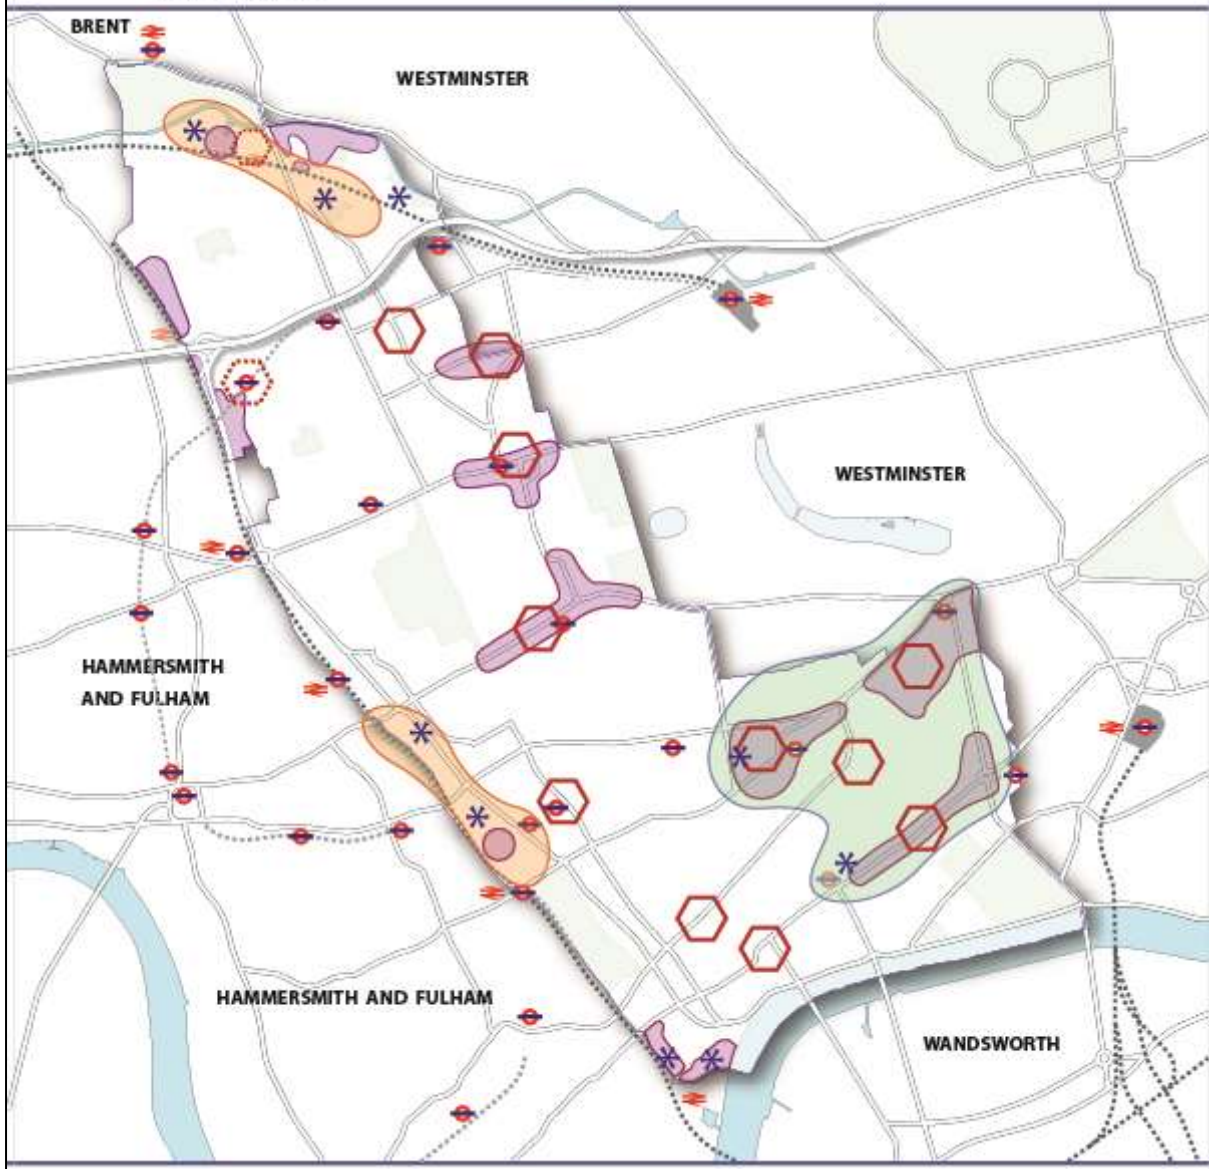 BRENT
WESTMINSTER
WESTMINSTER
HAMMERSMITH
AND FULHAM
HAMMERSMITH AND FULHAM
WANDSWORTH